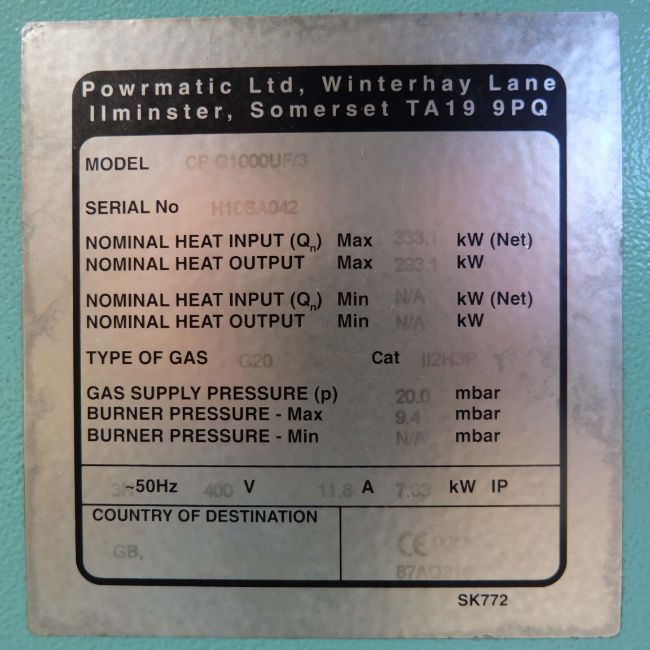 Powrmatic Ltd, Winterhay Lane
Ilminster, Somerset TA19 9PQ
MODEL CP G1000UF/3
SERIAL No H10BA042
NOMINAL HEAT INPUT (Qn) Max 333.1 kW (Net)
NOMINAL HEAT OUTPUT Max 293.1 kW
NOMINAL HEAT INPUT (Qn) Min N/A kW (Net)
NOMINAL HEAT OUTPUT Min N/A kW
TYPE OF GAS G20 Cat II2H3P
GAS SUPPLY PRESSURE (p) 20.0 mbar
BURNER PRESSURE - Max 9.4 mbar
BURNER PRESSURE - Min N/A mbar
3N ~50Hz 400 V 11.8 A 7.63 kW IP
COUNTRY OF DESTINATION
GB, CE
SK772